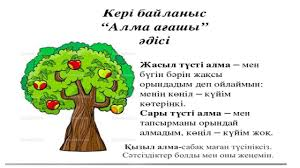 Кері байланыс
“Алма ағашы”
әдісі
Жасыл түсті алма – мен
бүгін бәрін жақсы
орындадым деп ойлаймын:
менің көңіл – күйім
көтеріңкі.
Сары түсті алма – мен
тапсырманы орындай
алмадым, көңіл – күйім жоқ.
Қызыл алма-сабақ маған түсініксіз.
Сәтсіздіктер болды мен оны жеңемін.